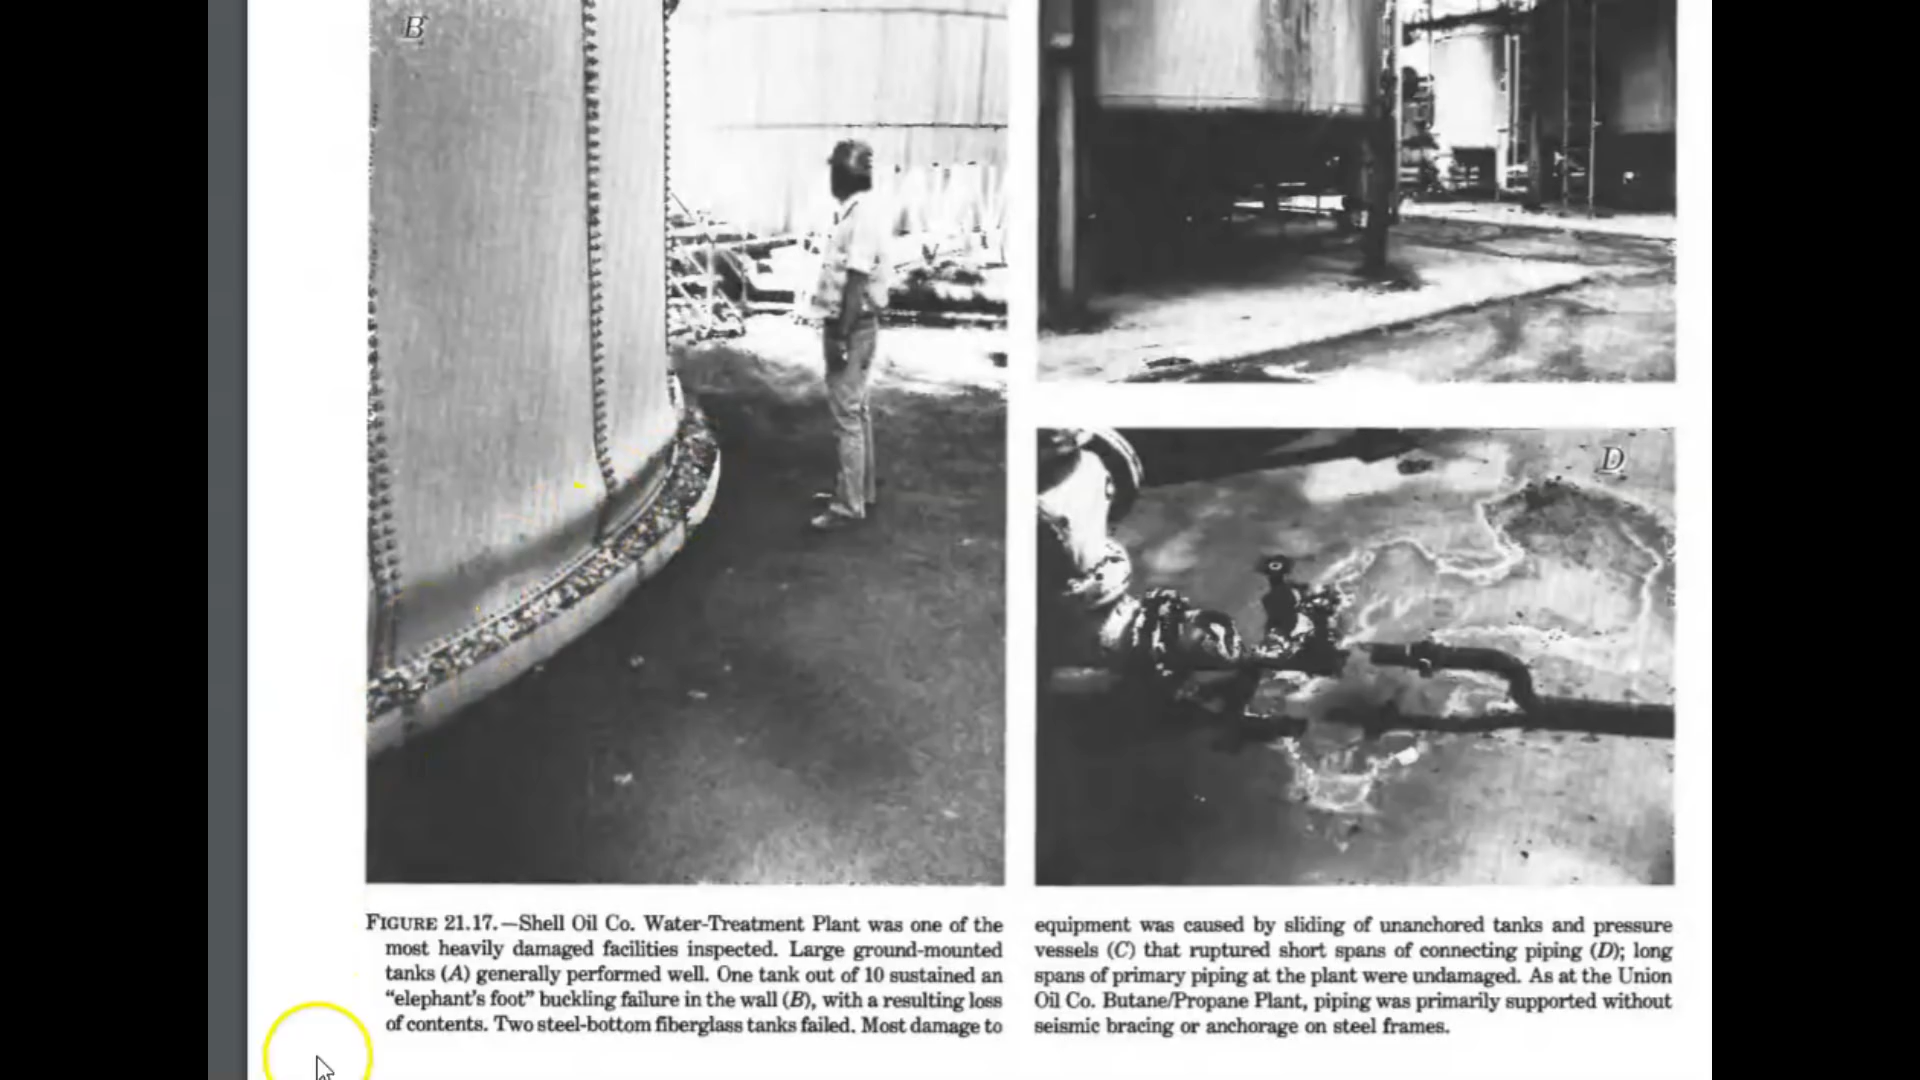 B
D
FIGURE 21.17.—Shell Oil Co. Water-Treatment Plant was one of the
most heavily damaged facilities inspected. Large ground-mounted
tanks (A) generally performed well. One tank out of 10 sustained an
“elephant's foot” buckling failure in the wall (B), with a resulting loss
of contents. Two steel-bottom fiberglass tanks failed. Most damage to
equipment was caused by sliding of unanchored tanks and pressure
vessels (C) that ruptured short spans of connecting piping (D); long
spans of primary piping at the plant were undamaged. As at the Union
Oil Co. Butane/Propane Plant, piping was primarily supported without
seismic bracing or anchorage on steel frames.